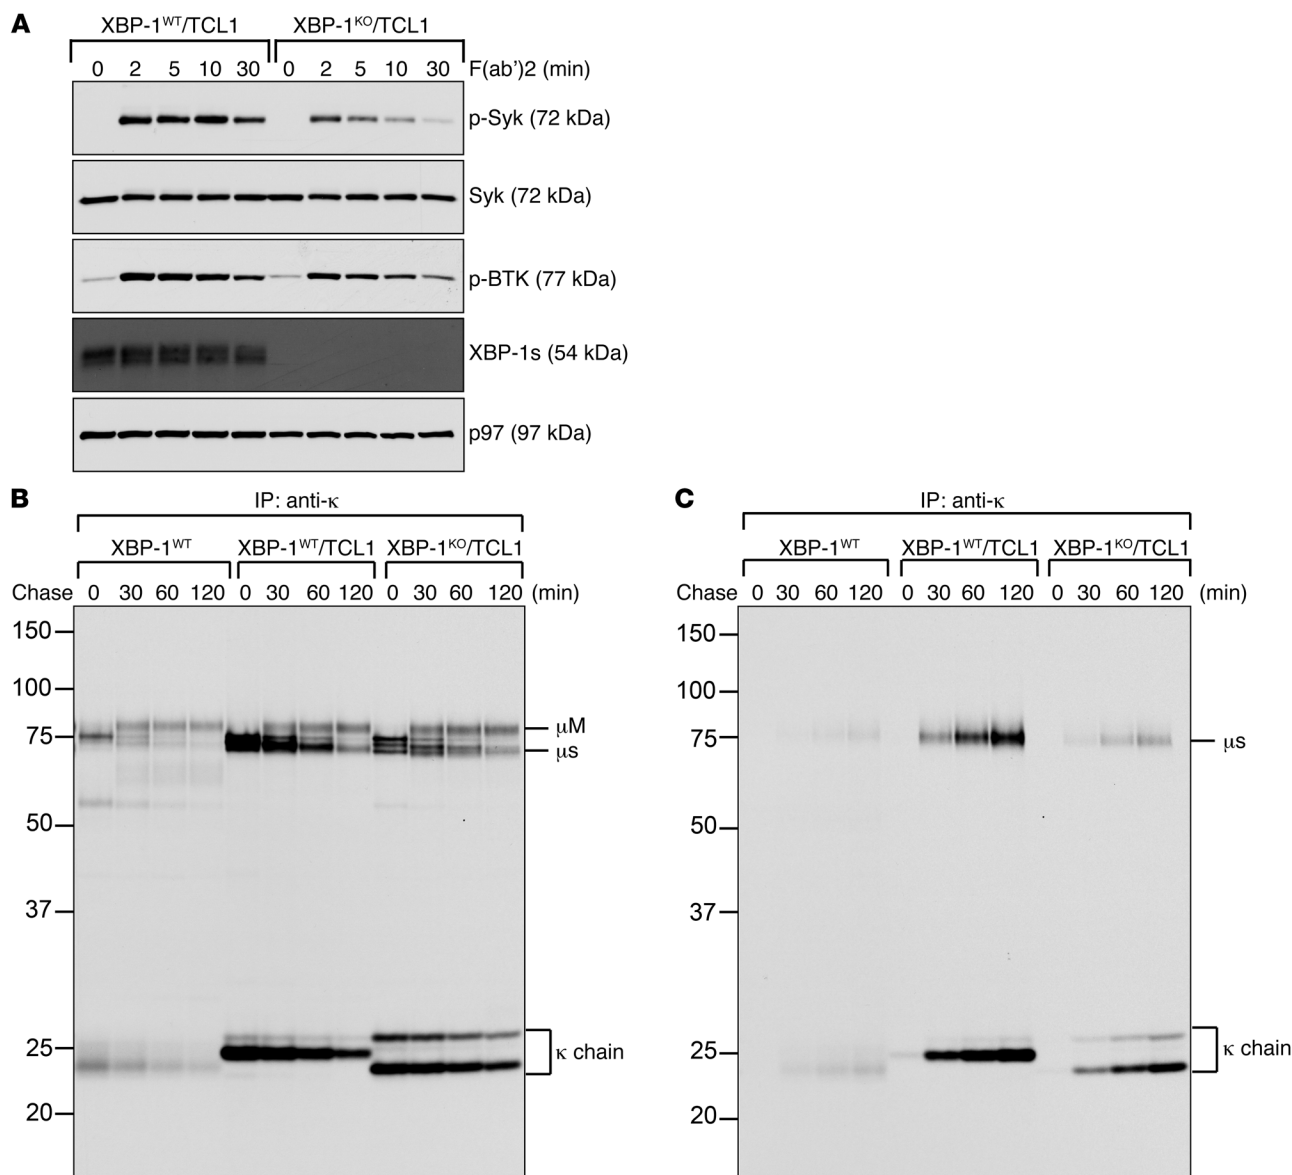 A
XBP-1WT/TCL1 XBP-1KO/TCL1
0 2 5 10 30 0 2 5 10 30 F(ab')2 (min)
p-Syk (72 kDa)
Syk (72 kDa)
p-BTK (77 kDa)
XBP-1s (54 kDa)
p97 (97 kDa)
B
IP: anti-κ
XBP-1WT XBP-1WT/TCL1 XBP-1KO/TCL1
Chase 0 30 60 120 0 30 60 120 0 30 60 120 (min)
150
100
75
μM
μs
50
37
25
κ chain
20
C
IP: anti-κ
XBP-1WT XBP-1WT/TCL1 XBP-1KO/TCL1
Chase 0 30 60 120 0 30 60 120 0 30 60 120 (min)
150
100
75
μs
50
37
25
κ chain
20